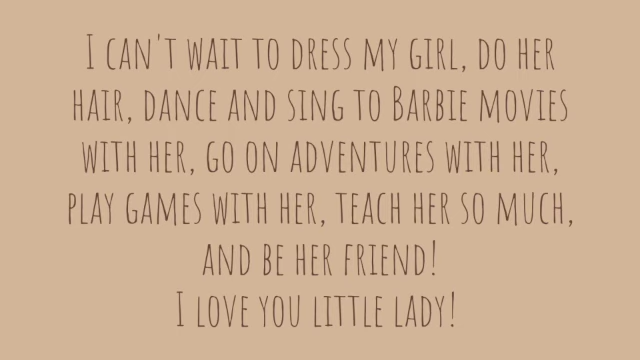 I can't wait to dress my girl, do her
hair, dance and sing to Barbie movies
with her, go on adventures with her,
play games with her, teach her so much,
and be her friend!
I love you little lady!